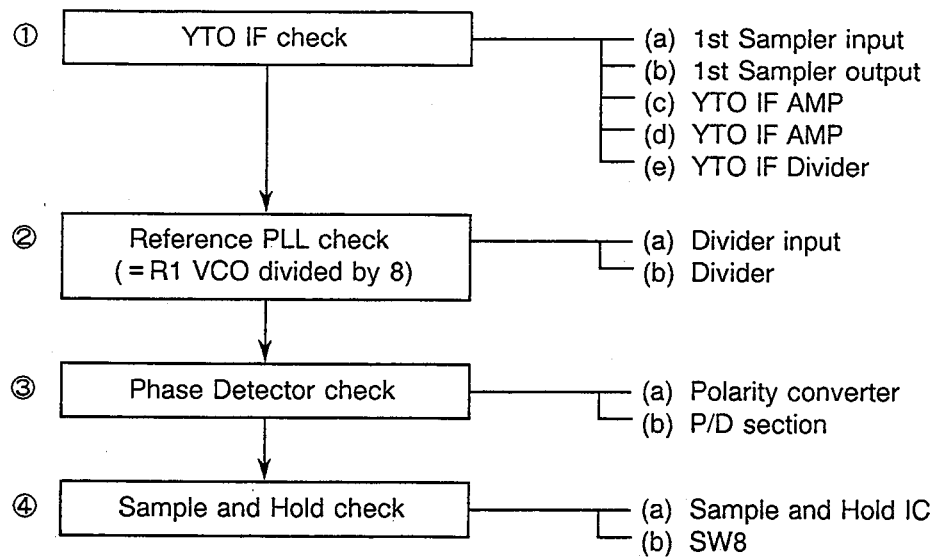 ① YTO IF check
(a) 1st Sampler input
(b) 1st Sampler output
(c) YTO IF AMP
(d) YTO IF AMP
(e) YTO IF Divider
② Reference PLL check
( = R1 VCO divided by 8)
(a) Divider input
(b) Divider
③ Phase Detector check
(a) Polarity converter
(b) P/D section
④ Sample and Hold check
(a) Sample and Hold IC
(b) SW8